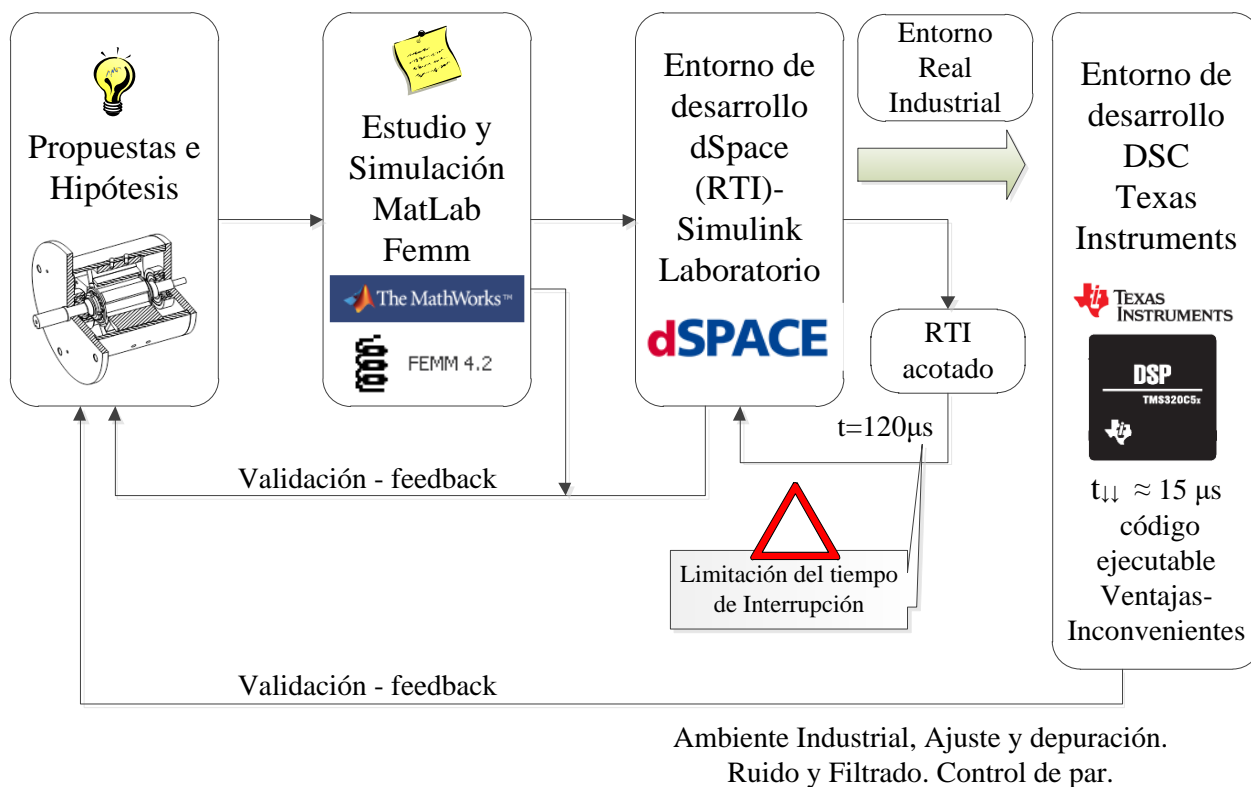 Propuestas e
Hipótesis
Estudio y
Simulación
MatLab
Femm
The MathWorks™
FEMM 4.2
Entorno de
desarrollo
dSpace
(RTI)-
Simulink
Laboratorio
dSPACE
Entorno
Real
Industrial
RTI
acotado
t=120μs
Limitación del tiempo
de Interrupción
Entorno de
desarrollo
DSC
Texas
Instruments
TEXAS
INSTRUMENTS
DSP
TMS320C5x
t↓↓ ≈ 15 μs
código
ejecutable
Ventajas-
Inconvenientes
Validación - feedback
Validación - feedback
Ambiente Industrial, Ajuste y depuración.
Ruido y Filtrado. Control de par.